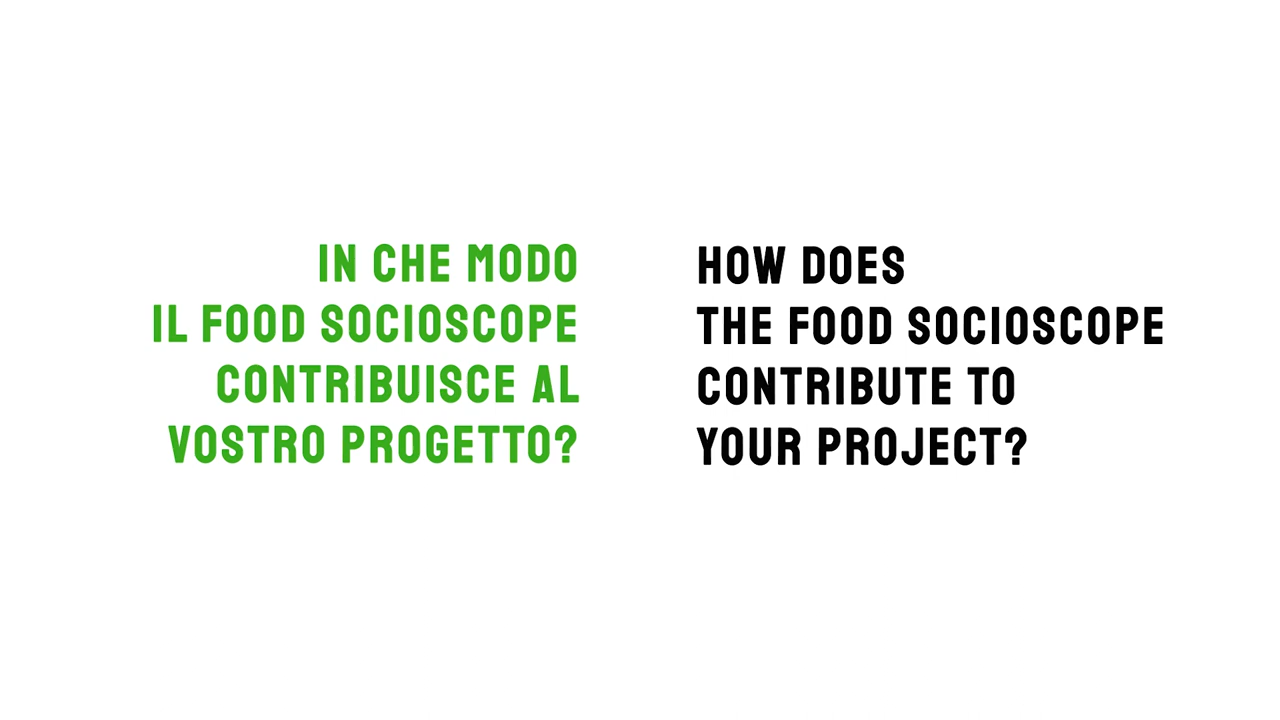 IN CHE MODO
IL FOOD SOCIOSCOPE
CONTRIBUISCE AL
VOSTRO PROGETTO?
HOW DOES
THE FOOD SOCIOSCOPE
CONTRIBUTE TO
YOUR PROJECT?